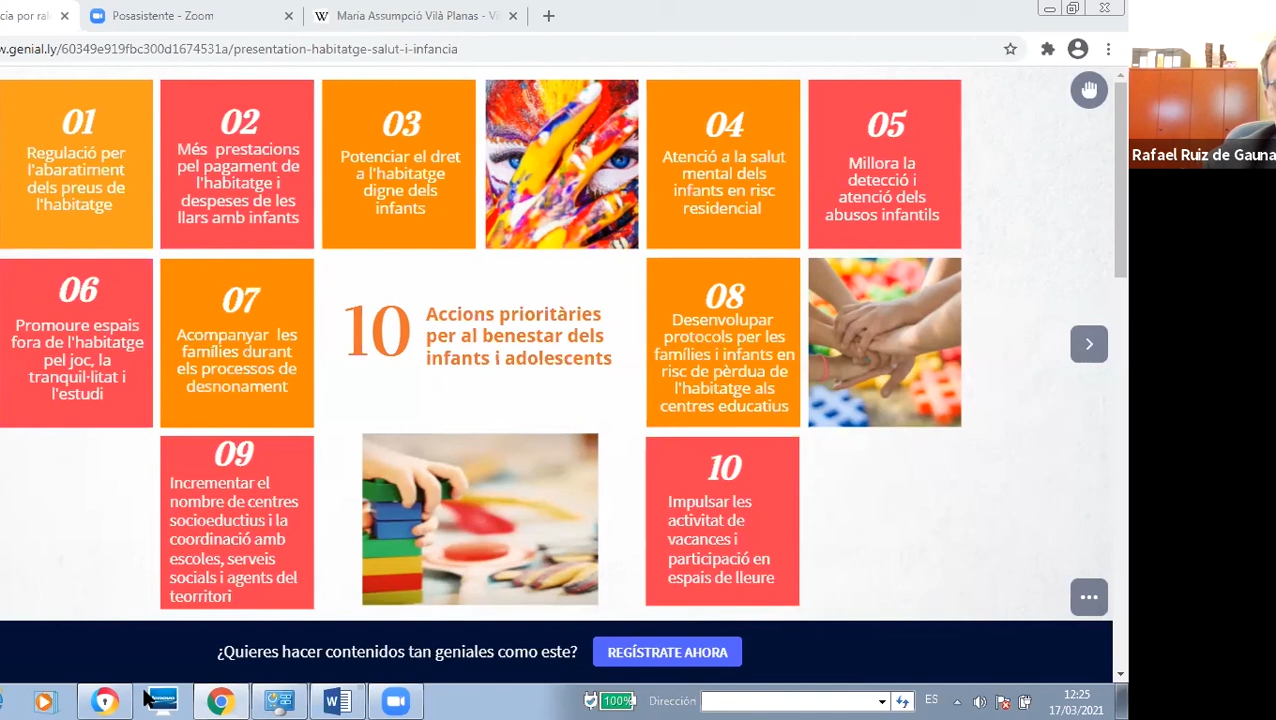 cia por raí
Posasistente - Zoom
Maria Assumpció Vilà Planas - Vi
w.genial.ly/60349e919fbc300d1674531a/presentation-habitatge-salut-i-infancia
01
Regulació per
l'abaratiment
dels preus de
l'habitatge
02
Més prestacions
pel pagament de
l'habitatge i
despeses de les
llars amb infants
03
Potenciar el dret
a l'habitatge
digne dels
infants
04
Atenció a la salut
mental dels
infants en risc
residencial
05
Millora la
detecció i
atenció dels
abusos infantils
Rafael Ruiz de Gauna
06
Promoure espais
fora de l'habitatge
pel joc, la
tranquil·litat i
l'estudi
07
Acompanyar les
famílies durant
els processos de
desnonament
10
Accions prioritàries
per al benestar dels
infants i adolescents
08
Desenvolupar
protocols per les
famílies i infants en
risc de pèrdua de
l'habitatge als
centres educatius
09
Incrementar el
nombre de centres
socioeductius i la
coordinació amb
escoles, serveis
socials i agents del
teorritori
10
Impulsar les
activitat de
vacances i
participació en
espais de lleure
¿Quieres hacer contenidos tan geniales como este?
REGÍSTRATE AHORA
100%
Dirección
ES
12:25
17/03/2021